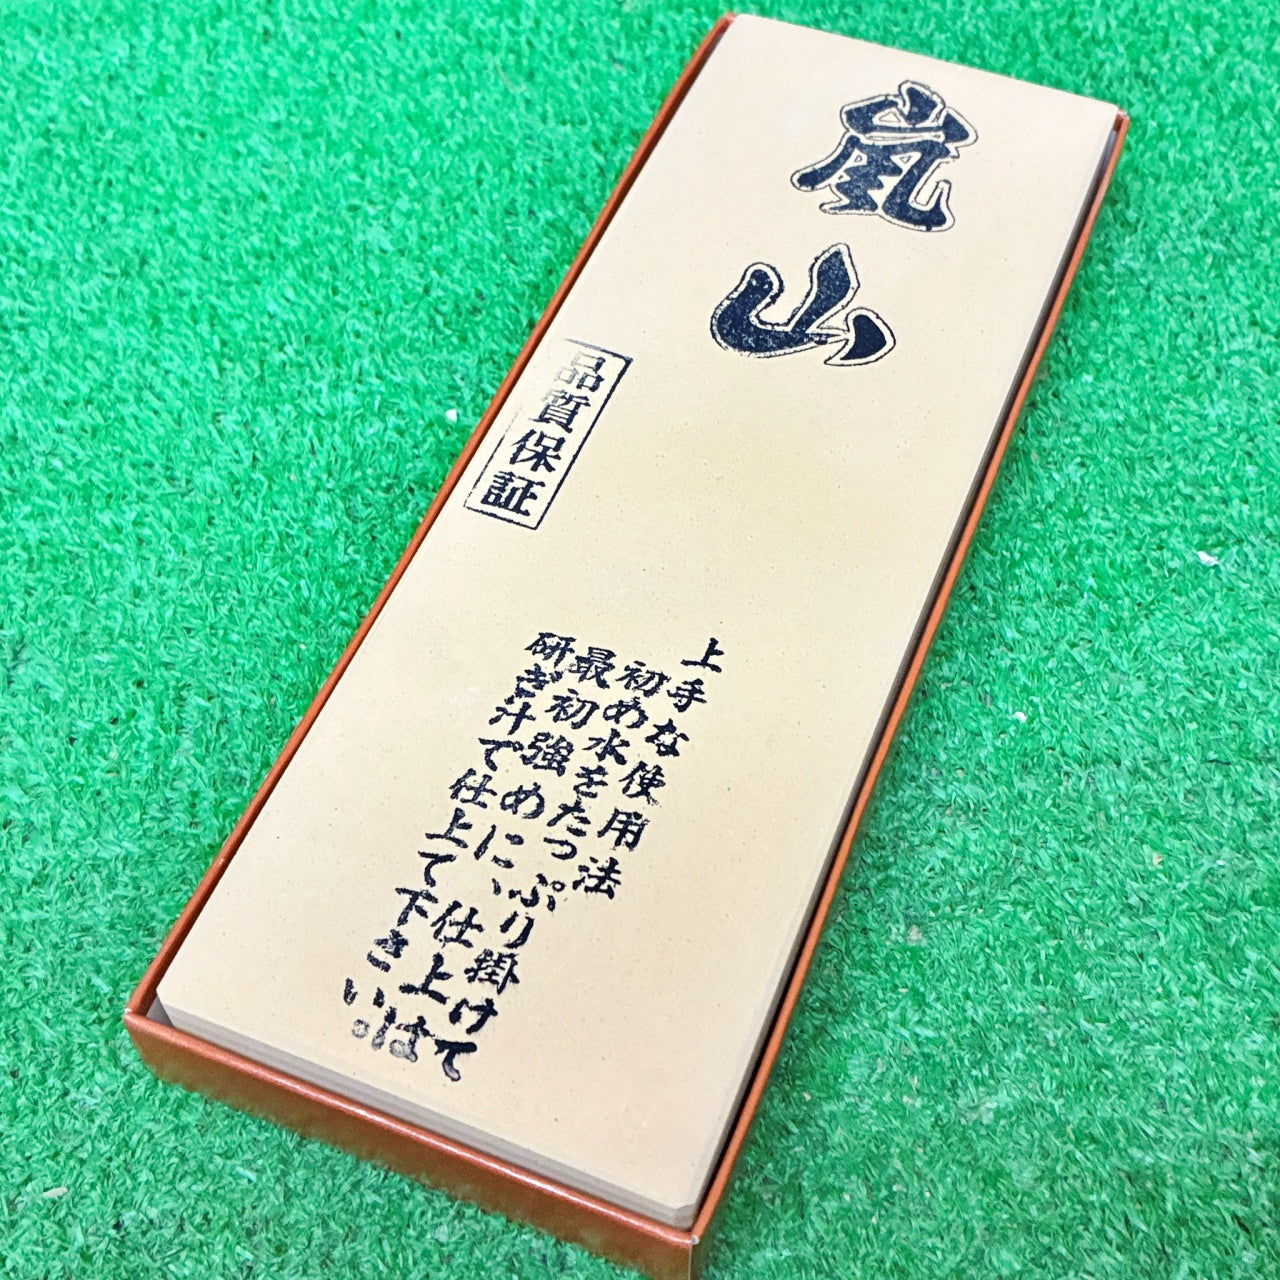 嵐山
品質保証
上手な使用法
初め水をたっぷり掛けて
最初強めに、仕上げは
研ぎ汁で仕上て下さい。